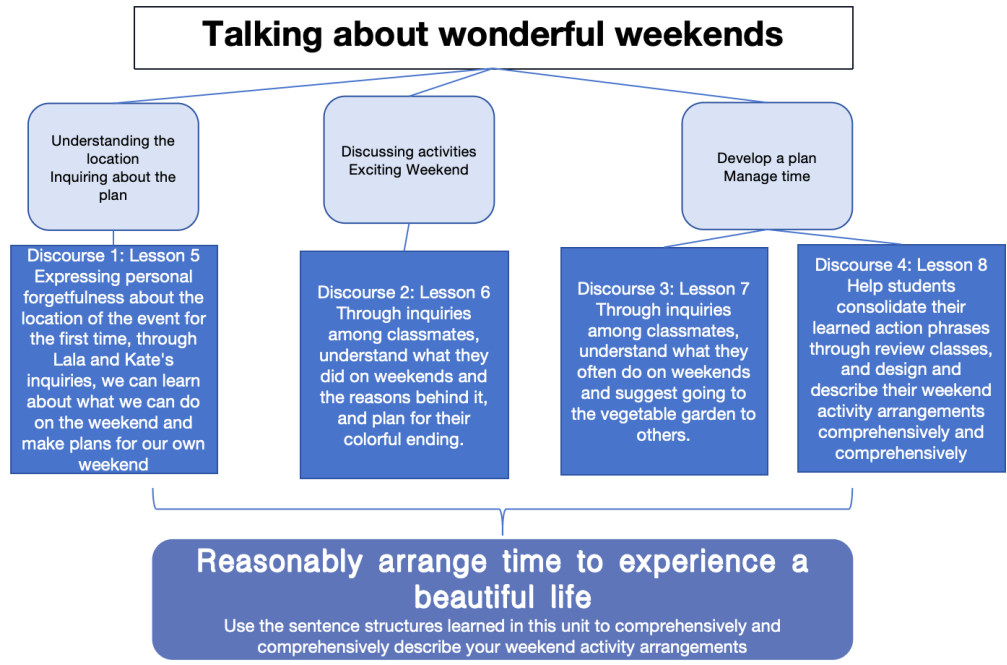 Talking about wonderful weekends
Understanding the
location
Inquiring about the
plan
Discussing activities
Exciting Weekend
Develop a plan
Manage time
Discourse 1: Lesson 5
Expressing personal
forgetfulness about the
location of the event for
the first time, through
Lala and Kate's
inquiries, we can learn
about what we can do
on the weekend and
make plans for our own
weekend
Discourse 2: Lesson 6
Through inquiries
among classmates,
understand what they
did on weekends and
the reasons behind it,
and plan for their
colorful ending.
Discourse 3: Lesson 7
Through inquiries
among classmates,
understand what they
often do on weekends
and suggest going to
the vegetable garden to
others.
Discourse 4: Lesson 8
Help students
consolidate their
learned action phrases
through review classes,
and design and
describe their weekend
activity arrangements
comprehensively and
comprehensively
Reasonably arrange time to experience a
beautiful life
Use the sentence structures learned in this unit to comprehensively and
comprehensively describe your weekend activity arrangements